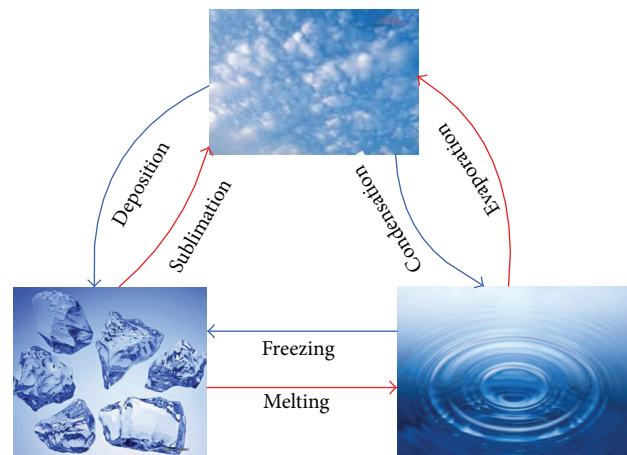 Deposition
Sublimation
Condensation
Evaporation
Freezing
Melting